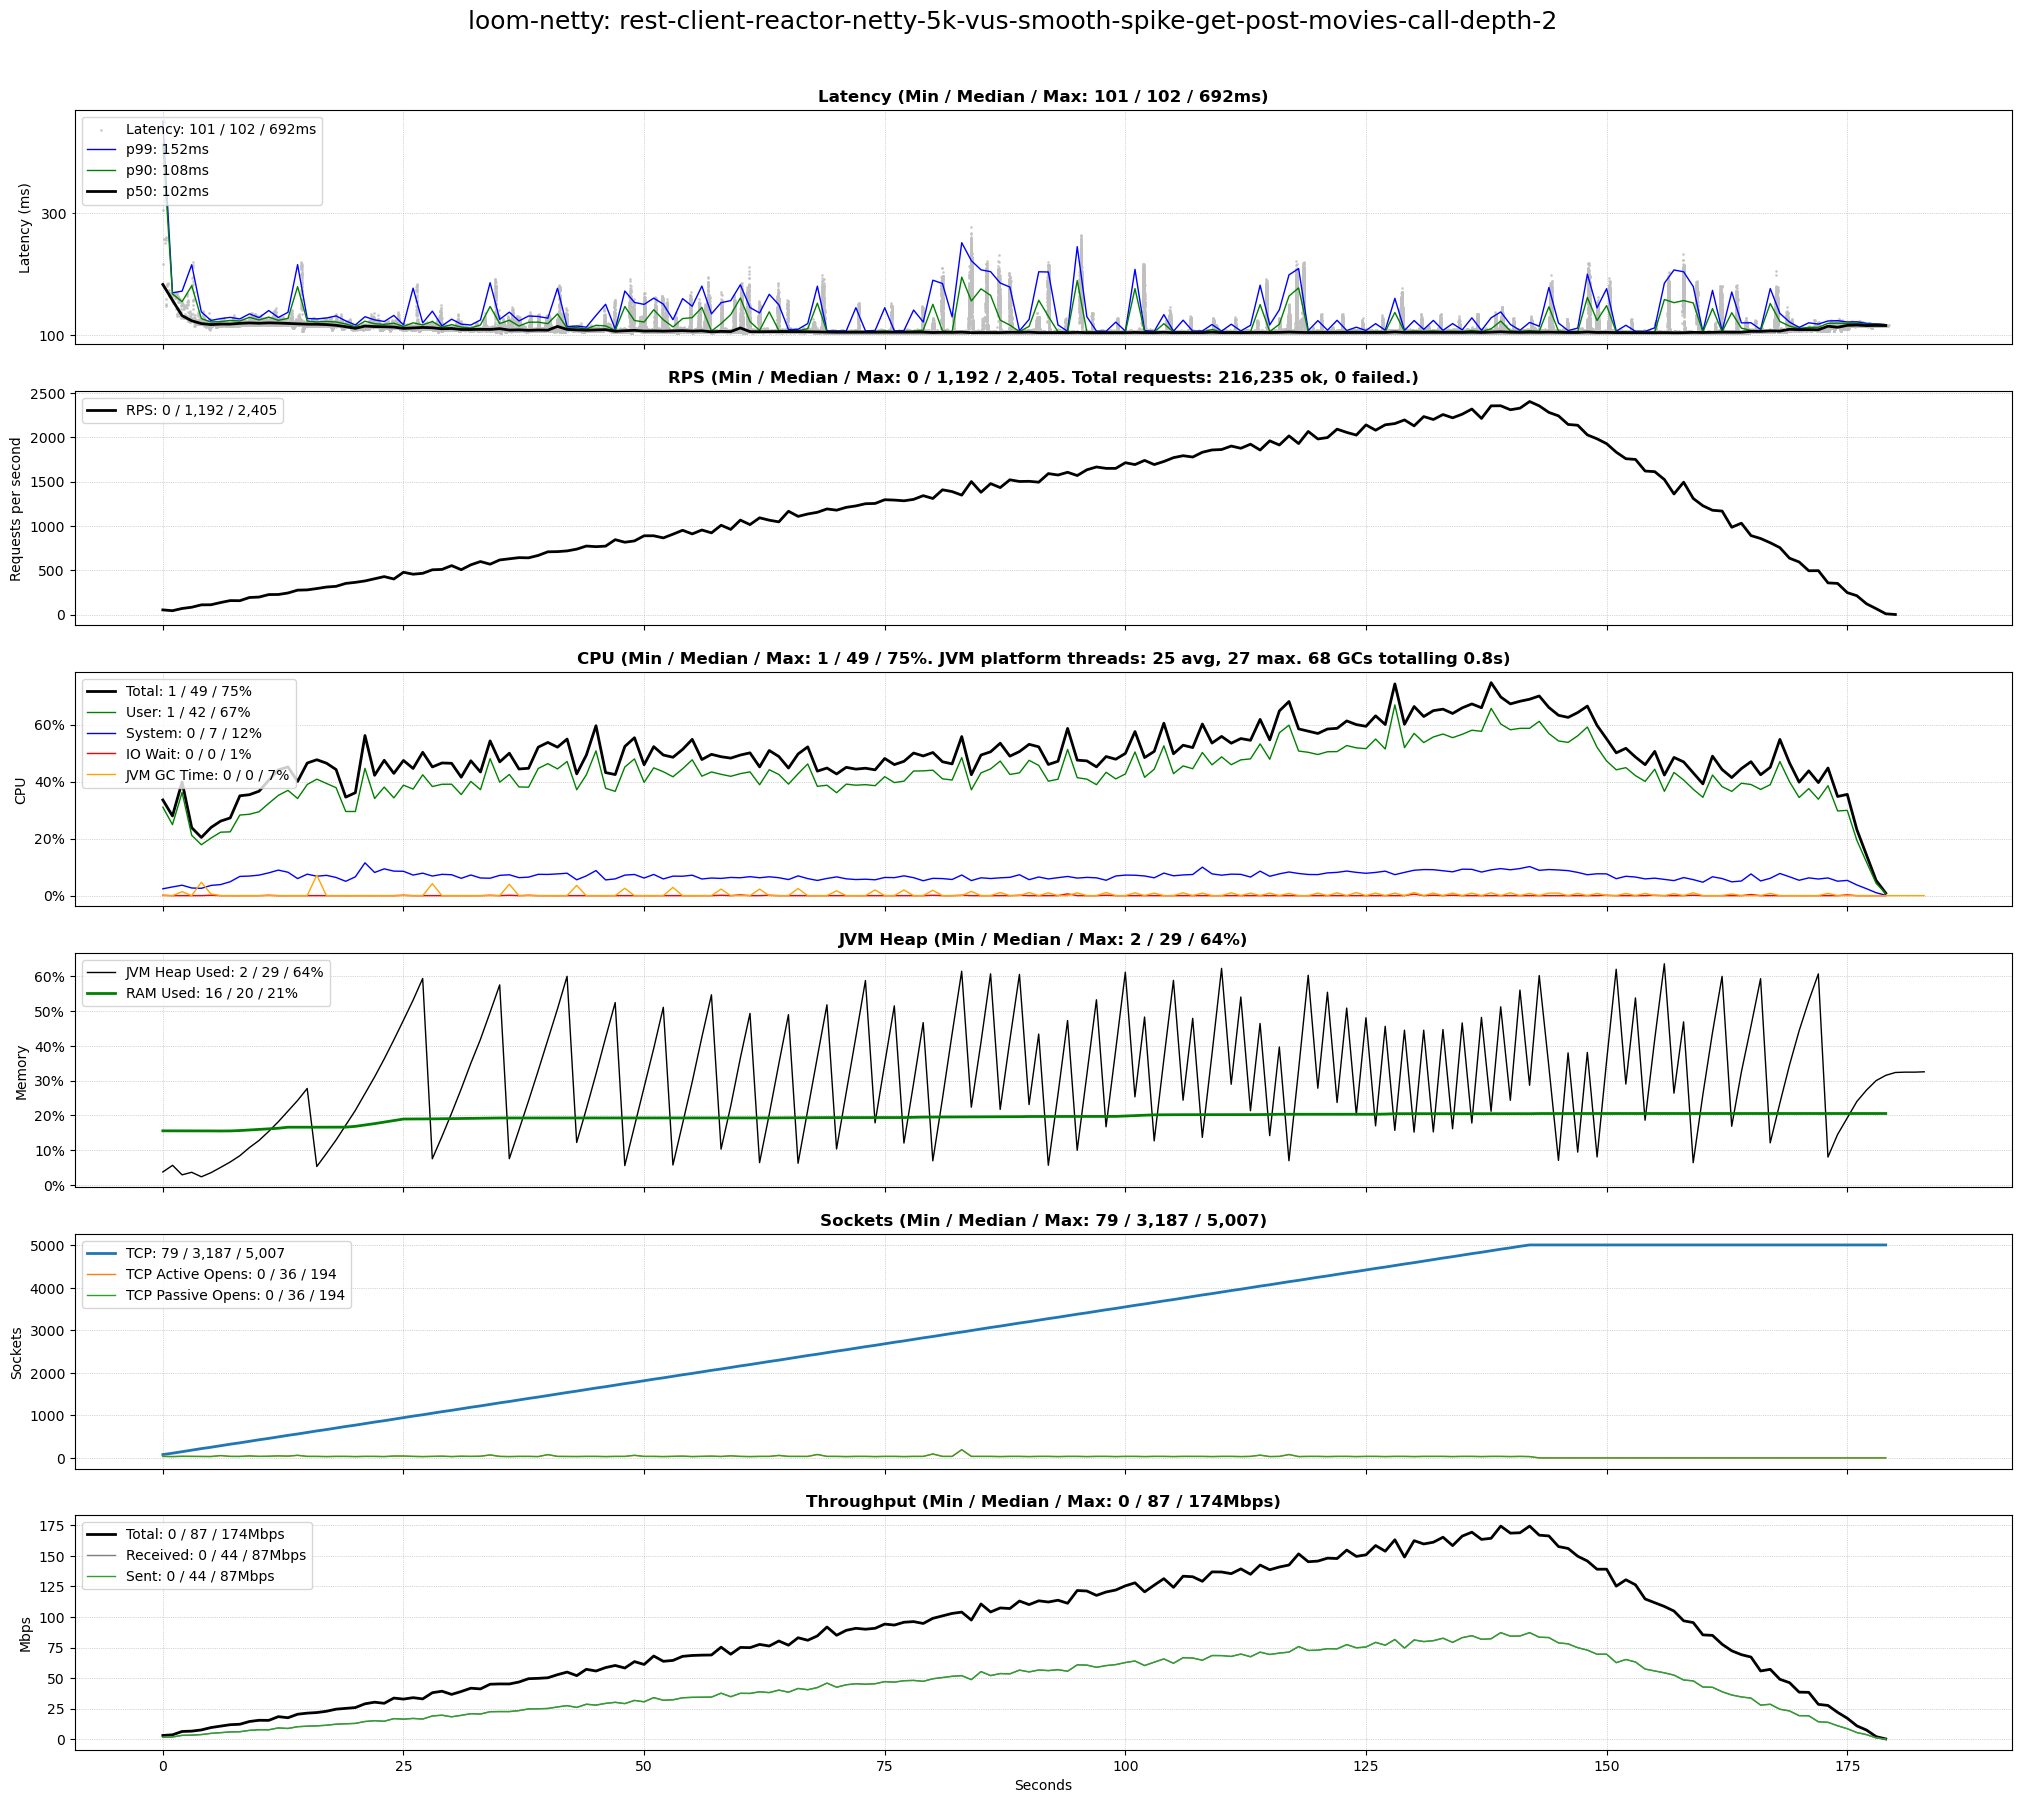 loom-netty: rest-client-reactor-netty-5k-vus-smooth-spike-get-post-movies-call-depth-2
Latency (Min / Median / Max: 101 / 102 / 692ms)
Latency: 101 / 102 / 692ms
p99: 152ms
p90: 108ms
p50: 102ms
Latency (ms)
300
100
RPS (Min / Median / Max: 0 / 1,192 / 2,405. Total requests: 216,235 ok, 0 failed.)
RPS: 0 / 1,192 / 2,405
Requests per second
2500
2000
1500
1000
500
0
CPU (Min / Median / Max: 1 / 49 / 75%. JVM platform threads: 25 avg, 27 max. 68 GCs totalling 0.8s)
Total: 1 / 49 / 75%
User: 1 / 42 / 67%
System: 0 / 7 / 12%
IO Wait: 0 / 0 / 1%
JVM GC Time: 0 / 0 / 7%
CPU
60%
40%
20%
0%
JVM Heap (Min / Median / Max: 2 / 29 / 64%)
JVM Heap Used: 2 / 29 / 64%
RAM Used: 16 / 20 / 21%
Memory
60%
50%
40%
30%
20%
10%
0%
Sockets (Min / Median / Max: 79 / 3,187 / 5,007)
TCP: 79 / 3,187 / 5,007
TCP Active Opens: 0 / 36 / 194
TCP Passive Opens: 0 / 36 / 194
Sockets
5000
4000
3000
2000
1000
0
Throughput (Min / Median / Max: 0 / 87 / 174Mbps)
Total: 0 / 87 / 174Mbps
Received: 0 / 44 / 87Mbps
Sent: 0 / 44 / 87Mbps
Mbps
175
150
125
100
75
50
25
0
0 25 50 75 100 125 150 175
Seconds